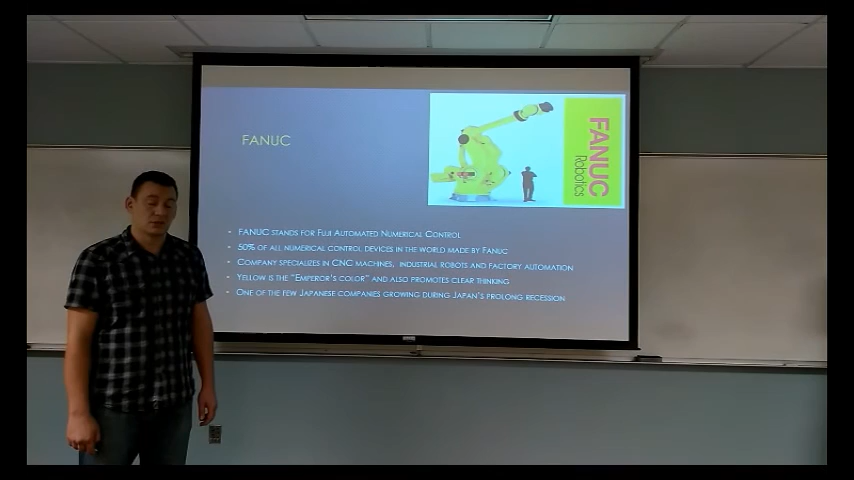 FANUC
FANUC
Robotics
- FANUC stands for Fuji Automated Numerical Control
- 50% of all numerical control devices in the world made by Fanuc
- Company specializes in CNC machines, industrial robots and factory automation
- Yellow is the "Emperor's color" and also promotes clear thinking
- One of the few Japanese companies growing during Japan's prolong recession